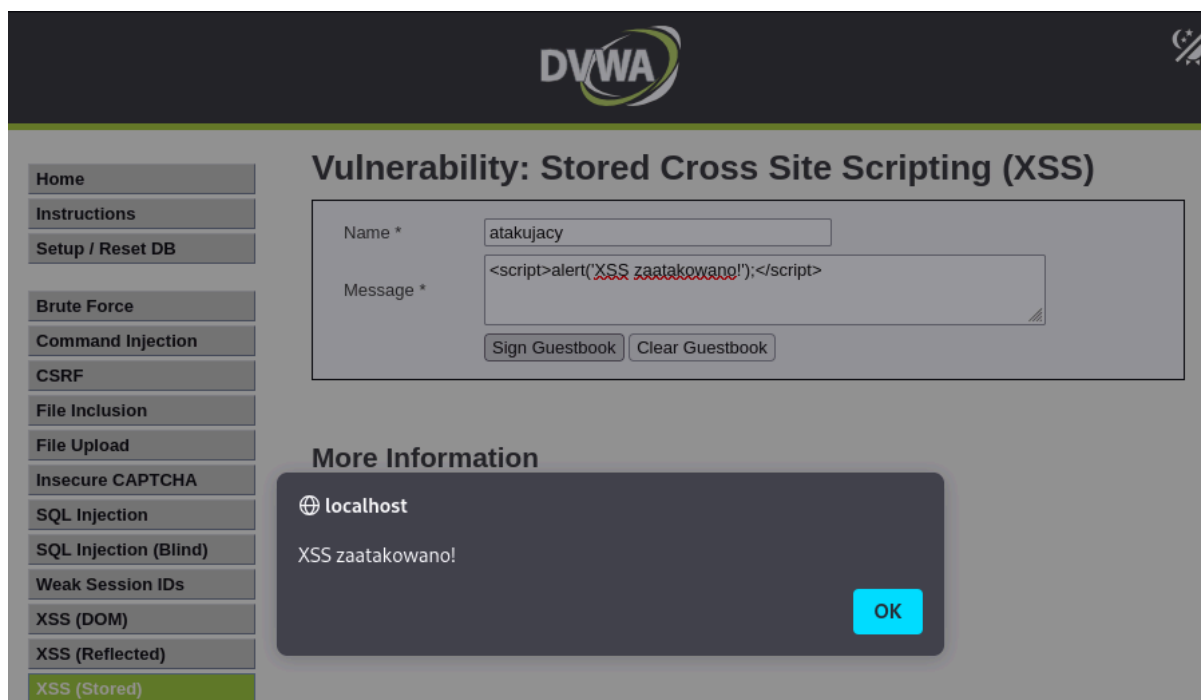 DVWA
Vulnerability: Stored Cross Site Scripting (XSS)
Home
Instructions
Setup / Reset DB
Brute Force
Command Injection
CSRF
File Inclusion
File Upload
Insecure CAPTCHA
SQL Injection
SQL Injection (Blind)
Weak Session IDs
XSS (DOM)
XSS (Reflected)
XSS (Stored)
Name * atakujacy
Message * <script>alert('XSS zaatakowano!');</script>
Sign Guestbook Clear Guestbook
More Information
localhost
XSS zaatakowano!
OK